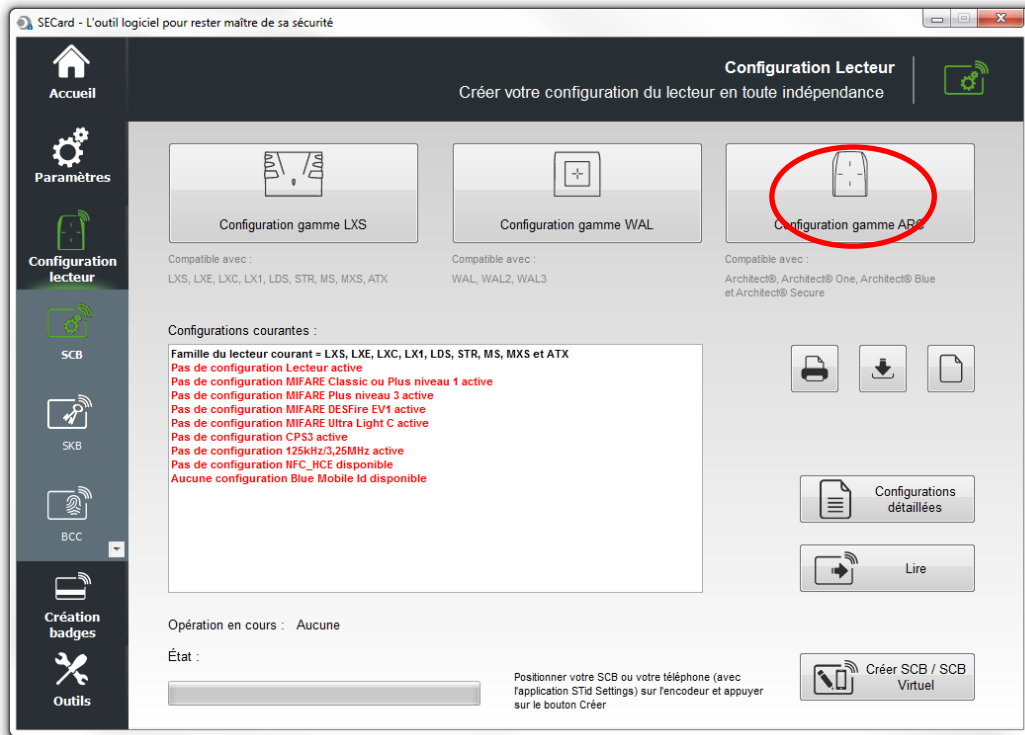 SECard - L'outil logiciel pour rester maître de sa sécurité
Accueil
Configuration Lecteur
Créer votre configuration du lecteur en toute indépendance
Paramètres
Configuration
lecteur
SCB
SKB
BCC
Création
badges
Outils
Configuration gamme LXS
Configuration gamme WAL
Configuration gamme ARC
Compatible avec :
LXS, LXE, LXC, LX1, LDS, STR, MS, MXS, ATX
Compatible avec :
WAL, WAL2, WAL3
Compatible avec :
Architect®, Architect® One, Architect® Blue
et Architect® Secure
Configurations courantes :
Famille du lecteur courant = LXS, LXE, LXC, LX1, LDS, STR, MS, MXS et ATX
Pas de configuration Lecteur active
Pas de configuration MIFARE Classic ou Plus niveau 1 active
Pas de configuration MIFARE Plus niveau 3 active
Pas de configuration MIFARE DESFire EV1 active
Pas de configuration MIFARE Ultra Light C active
Pas de configuration CPS3 active
Pas de configuration 125kHz/3,25MHz active
Pas de configuration NFC_HCE disponible
Aucune configuration Blue Mobile Id disponible
Configurations
détaillées
Lire
Opération en cours : Aucune
État :
Positionner votre SCB ou votre téléphone (avec
l'application STid Settings) sur l'encodeur et appuyer
sur le bouton Créer
Créer SCB / SCB
Virtuel